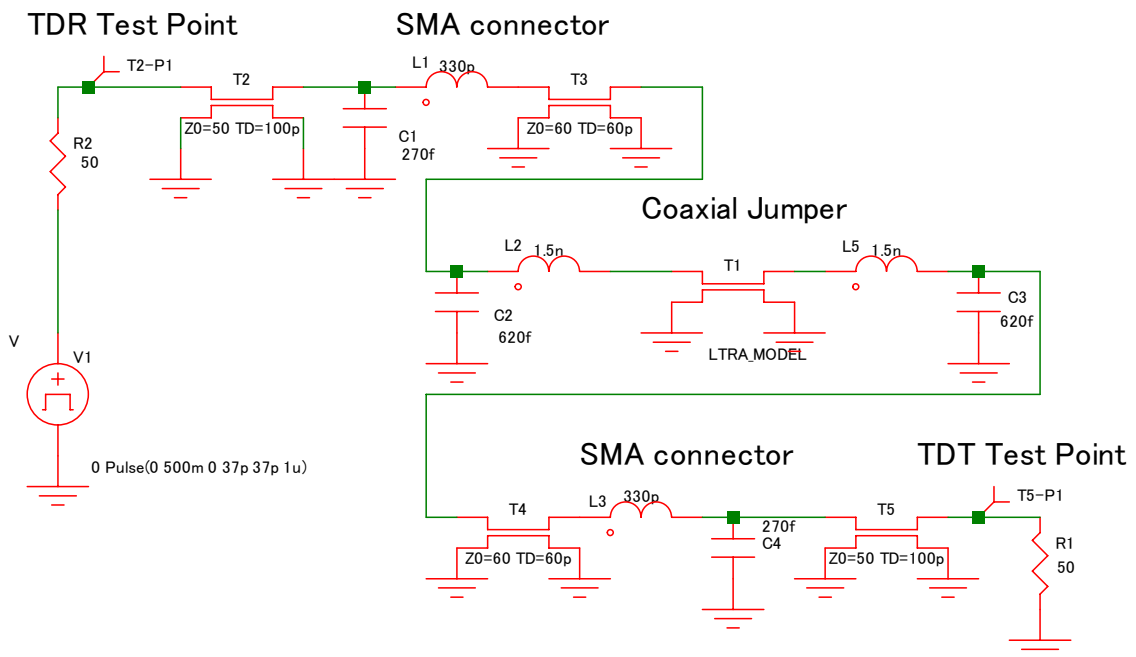 TDR Test Point
SMA connector
T2-P1
T2
L1
330p
T3
R2
50
Z0=50 TD=100p
C1
270f
Z0=60 TD=60p
Coaxial Jumper
L2
1.5n
T1
L5
1.5n
C2
620f
C3
620f
LTRA_MODEL
V
V1
0 Pulse(0 500m 0 37p 37p 1u)
SMA connector
TDT Test Point
T4
L3
330p
T5
T5-P1
270f
C4
Z0=60 TD=60p
Z0=50 TD=100p
R1
50